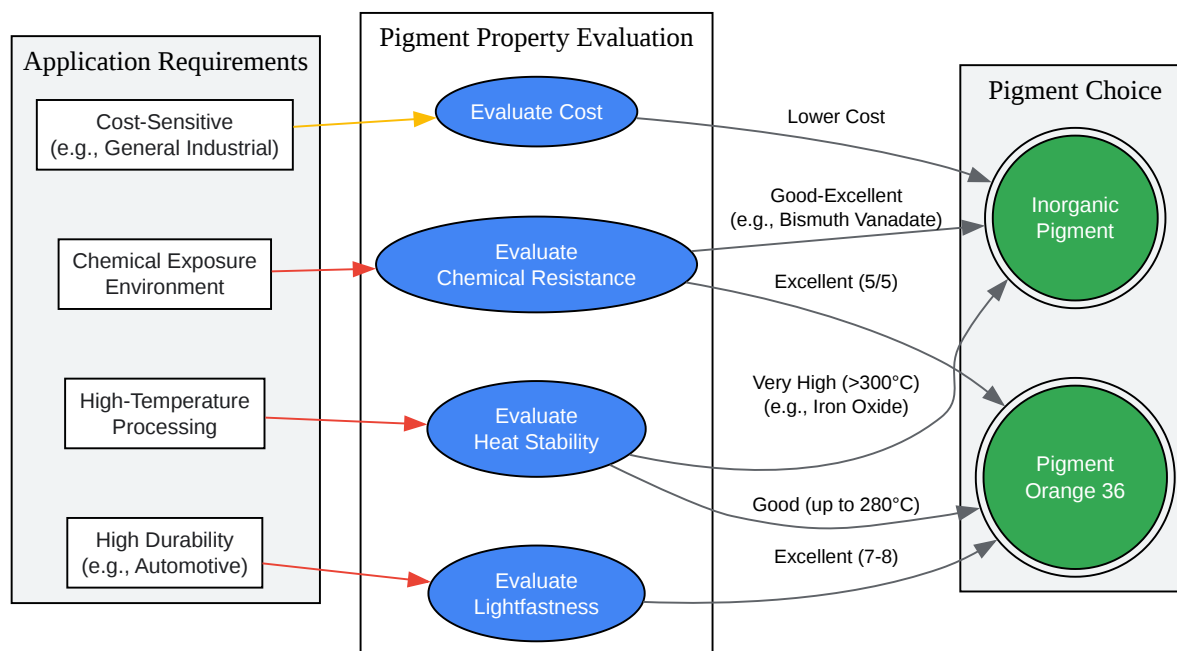 Application Requirements
Cost-Sensitive
(e.g., General Industrial)
Chemical Exposure
Environment
High-Temperature
Processing
High Durability
(e.g., Automotive)
Pigment Property Evaluation
Evaluate Cost
Evaluate
Chemical Resistance
Evaluate
Heat Stability
Evaluate
Lightfastness
Lower Cost
Good-Excellent
(e.g., Bismuth Vanadate)
Excellent (5/5)
Very High (>300°C)
(e.g., Iron Oxide)
Good (up to 280°C)
Excellent (7-8)
Pigment Choice
Inorganic
Pigment
Pigment
Orange 36